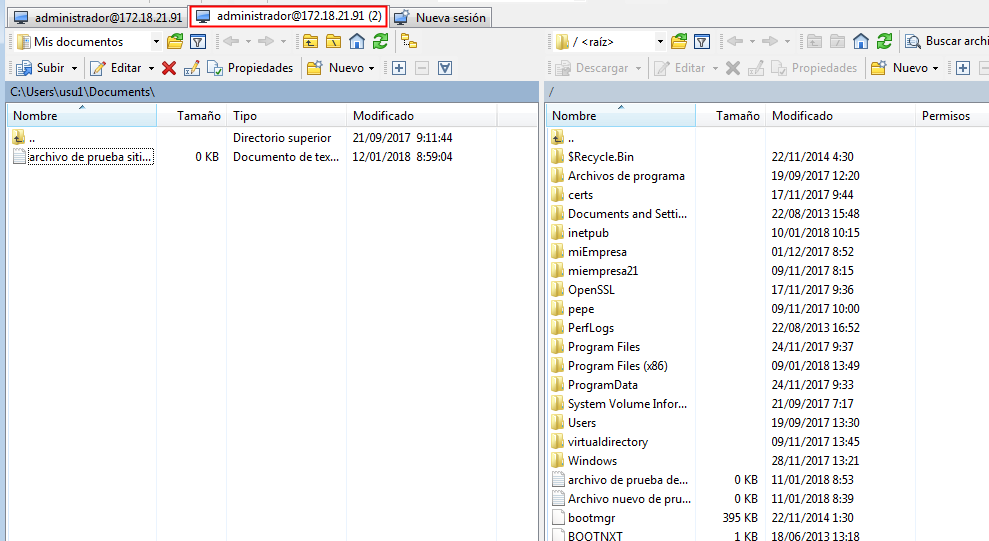 administrador@172.18.21.91 administrador@172.18.21.91 (2) Nueva sesión
Mis documentos / <raíz> Buscar archi
Subir Editar Propiedades Nuevo Descargar Editar Propiedades Nuevo
C:\Users\usu1\Documents\ /
Nombre Tamaño Tipo Modificado
.. Directorio superior 21/09/2017 9:11:44
archivo de prueba siti... 0 KB Documento de tex... 12/01/2018 8:59:04
Nombre Tamaño Modificado Permisos
..
$Recycle.Bin 22/11/2014 4:30
Archivos de programa 19/09/2017 12:20
certs 17/11/2017 9:44
Documents and Setti... 22/08/2013 15:48
inetpub 10/01/2018 10:15
miEmpresa 01/12/2017 8:52
miempresa21 09/11/2017 8:15
OpenSSL 17/11/2017 9:36
pepe 09/11/2017 10:00
PerfLogs 22/08/2013 16:52
Program Files 24/11/2017 9:37
Program Files (x86) 09/01/2018 13:49
ProgramData 24/11/2017 9:33
System Volume Infor... 21/09/2017 7:17
Users 19/09/2017 13:30
virtualdirectory 09/11/2017 13:45
Windows 28/11/2017 13:21
archivo de prueba de... 0 KB 11/01/2018 8:53
Archivo nuevo de pru... 0 KB 11/01/2018 8:39
bootmgr 395 KB 22/11/2014 1:30
BOOTNXT 1 KB 18/06/2013 13:18